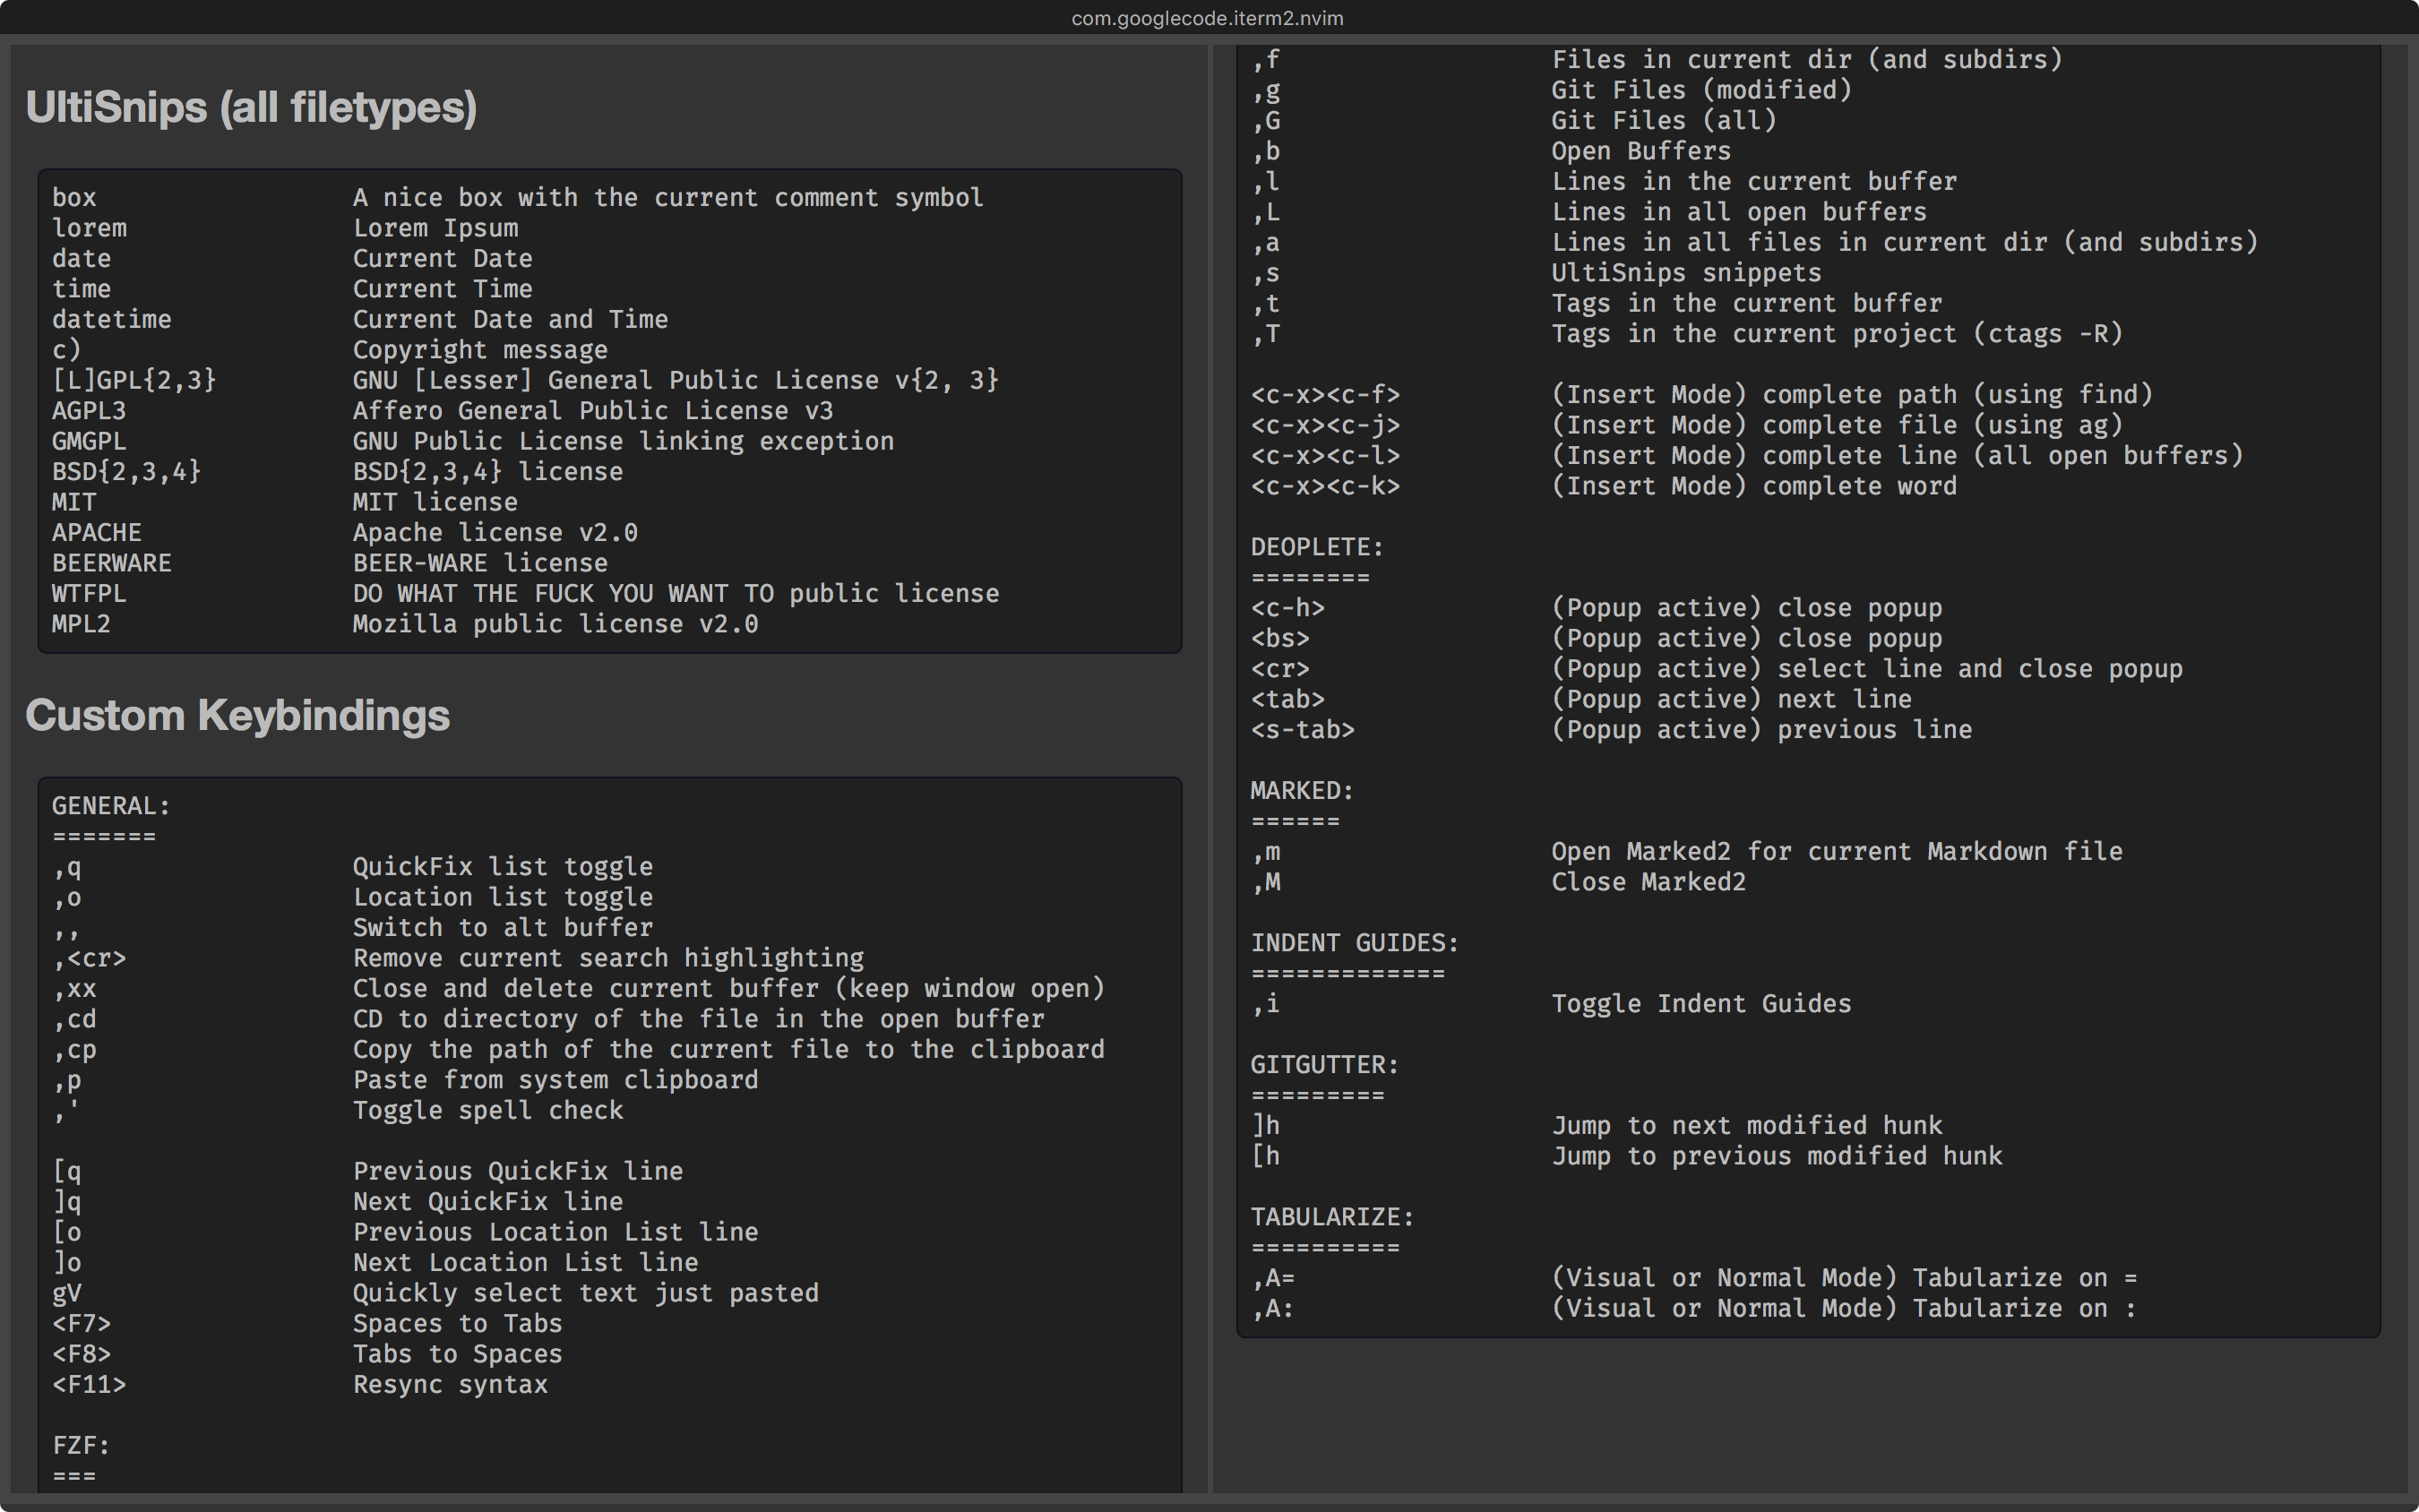 com.googlecode.iterm2.nvim
UltiSnips (all filetypes)
box A nice box with the current comment symbol
lorem Lorem Ipsum
date Current Date
time Current Time
datetime Current Date and Time
c) Copyright message
[L]GPL{2,3} GNU [Lesser] General Public License v{2, 3}
AGPL3 Affero General Public License v3
GMGPL GNU Public License linking exception
BSD{2,3,4} BSD{2,3,4} license
MIT MIT license
APACHE Apache license v2.0
BEERWARE BEER-WARE license
WTFPL DO WHAT THE FUCK YOU WANT TO public license
MPL2 Mozilla public license v2.0
Custom Keybindings
GENERAL:
=======
,q QuickFix list toggle
,o Location list toggle
,, Switch to alt buffer
,<cr> Remove current search highlighting
,xx Close and delete current buffer (keep window open)
,cd CD to directory of the file in the open buffer
,cp Copy the path of the current file to the clipboard
,p Paste from system clipboard
,' Toggle spell check
[q Previous QuickFix line
]q Next QuickFix line
[o Previous Location List line
]o Next Location List line
gV Quickly select text just pasted
<F7> Spaces to Tabs
<F8> Tabs to Spaces
<F11> Resync syntax
FZF:
===
,f Files in current dir (and subdirs)
,g Git Files (modified)
,G Git Files (all)
,b Open Buffers
,l Lines in the current buffer
,L Lines in all open buffers
,a Lines in all files in current dir (and subdirs)
,s UltiSnips snippets
,t Tags in the current buffer
,T Tags in the current project (ctags -R)
<c-x><c-f> (Insert Mode) complete path (using find)
<c-x><c-j> (Insert Mode) complete file (using ag)
<c-x><c-l> (Insert Mode) complete line (all open buffers)
<c-x><c-k> (Insert Mode) complete word
DEOPLETE:
========
<c-h> (Popup active) close popup
<bs> (Popup active) close popup
<cr> (Popup active) select line and close popup
<tab> (Popup active) next line
<s-tab> (Popup active) previous line
MARKED:
======
,m Open Marked2 for current Markdown file
,M Close Marked2
INDENT GUIDES:
=============
,i Toggle Indent Guides
GITGUTTER:
=========
]h Jump to next modified hunk
[h Jump to previous modified hunk
TABULARIZE:
==========
,A= (Visual or Normal Mode) Tabularize on =
,A: (Visual or Normal Mode) Tabularize on :